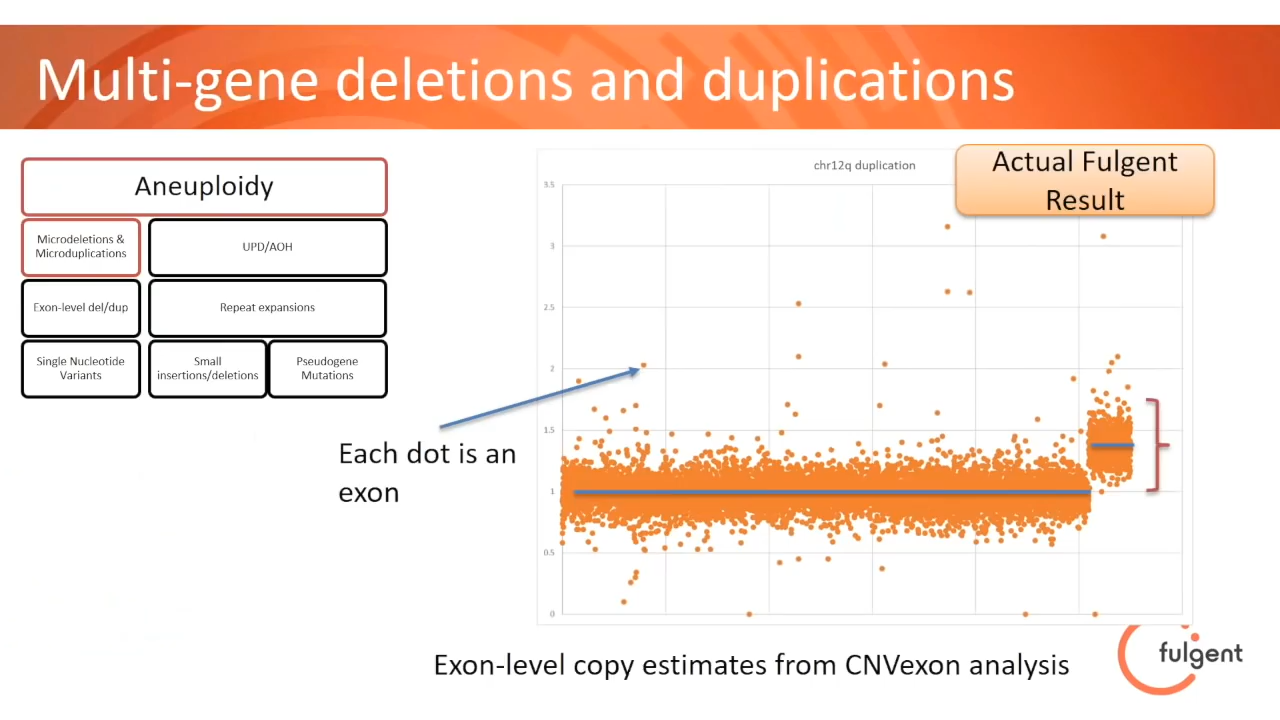 Multi-gene deletions and duplications
Aneuploidy
Microdeletions &
Microduplications
UPD/AOH
Exon-level del/dup
Repeat expansions
Single Nucleotide
Variants
Small
insertions/deletions
Pseudogene
Mutations
Each dot is an
exon
chr12q duplication
Actual Fulgent
Result
3.5
3
2.5
2
1.5
1
0.5
0
Exon-level copy estimates from CNVexon analysis
fulgent